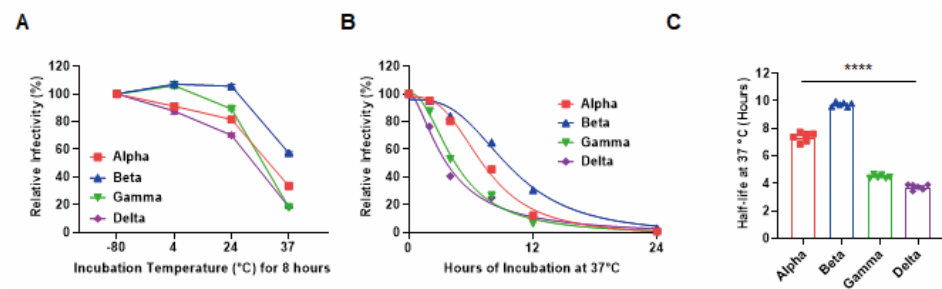 A
Relative Infectivity (%)
120
100
80
60
40
20
0
Alpha
Beta
Gamma
Delta
-80 4 24 37
Incubation Temperature (°C) for 8 hours
B
Relative Infectivity (%)
120
100
80
60
40
20
0
Alpha
Beta
Gamma
Delta
0 12 24
Hours of Incubation at 37°C
C
Half-life at 37 °C (Hours)
****
12
10
8
6
4
2
0
Alpha
Beta
Gamma
Delta